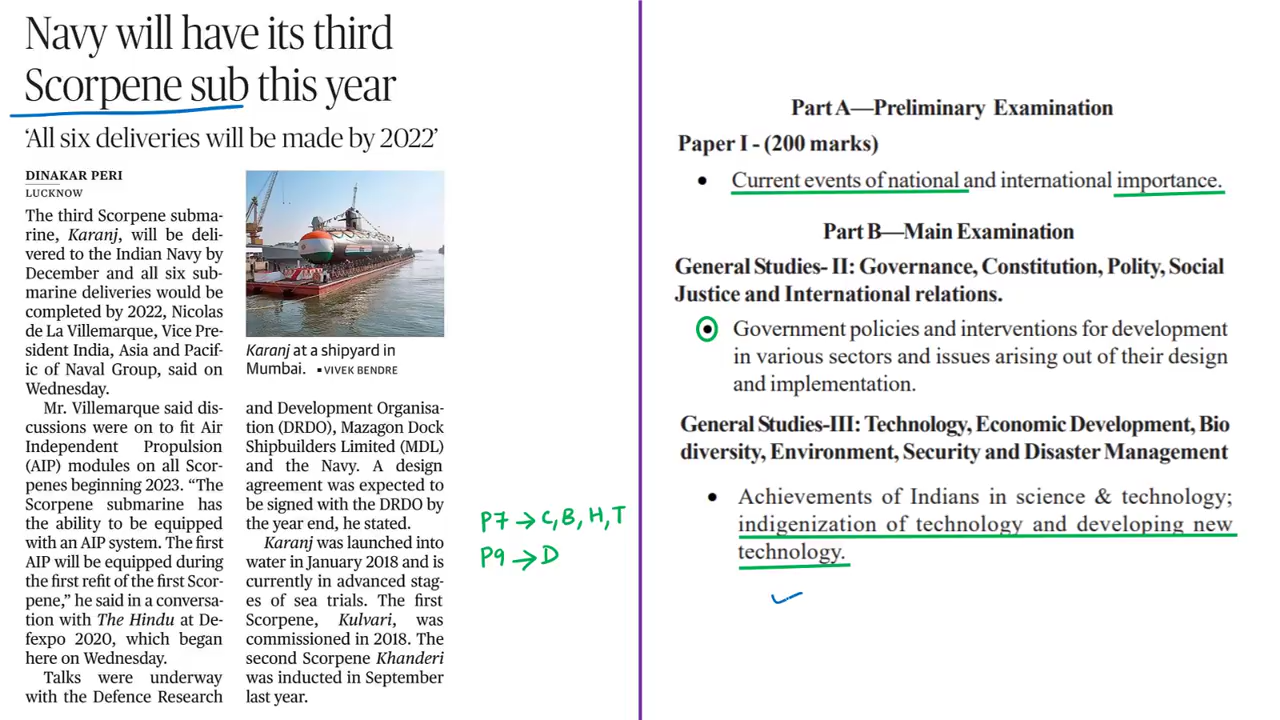 Navy will have its third
Scorpene sub this year
‘All six deliveries will be made by 2022’
DINAKAR PERI
LUCKNOW
The third Scorpene subma-
rine, Karanj, will be deli-
vered to the Indian Navy by
December and all six sub-
marine deliveries would be
completed by 2022, Nicolas
de La Villemarque, Vice Pre-
sident India, Asia and Pacif-
ic of Naval Group, said on
Wednesday.
Mr. Villemarque said dis-
cussions were on to fit Air
Independent Propulsion
(AIP) modules on all Scor-
penes beginning 2023. “The
Scorpene submarine has
the ability to be equipped
with an AIP system. The first
AIP will be equipped during
the first refit of the first Scor-
pene,” he said in a conversa-
tion with The Hindu at De-
fexpo 2020, which began
here on Wednesday.
Talks were underway
with the Defence Research
Karanj at a shipyard in
Mumbai. ▪VIVEK BENDRE
and Development Organisa-
tion (DRDO), Mazagon Dock
Shipbuilders Limited (MDL)
and the Navy. A design
agreement was expected to
be signed with the DRDO by
the year end, he stated.
Karanj was launched into
water in January 2018 and is
currently in advanced stag-
es of sea trials. The first
Scorpene, Kulvari, was
commissioned in 2018. The
second Scorpene Khanderi
was inducted in September
last year.
P7 → C, B, H, T
P9 → D
Part A—Preliminary Examination
Paper I - (200 marks)
• Current events of national and international importance.
Part B—Main Examination
General Studies- II: Governance, Constitution, Polity, Social
Justice and International relations.
• Government policies and interventions for development
in various sectors and issues arising out of their design
and implementation.
General Studies-III: Technology, Economic Development, Bio
diversity, Environment, Security and Disaster Management
• Achievements of Indians in science & technology;
indigenization of technology and developing new
technology.